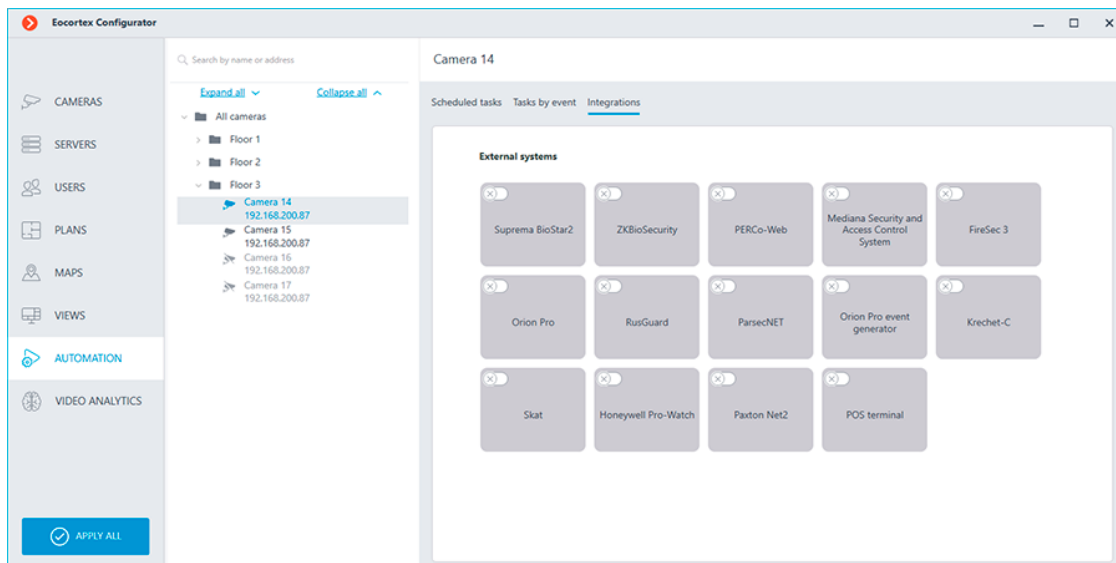 Eocortex Configurator
CAMERAS
SERVERS
USERS
PLANS
MAPS
VIEWS
AUTOMATION
VIDEO ANALYTICS
APPLY ALL
Search by name or address
Expand all
Collapse all
All cameras
Floor 1
Floor 2
Floor 3
Camera 14
192.168.200.87
Camera 15
192.168.200.87
Camera 16
192.168.200.87
Camera 17
192.168.200.87
Camera 14
Scheduled tasks Tasks by event Integrations
External systems
Suprema BioStar2
ZKBioSecurity
PERCo-Web
Mediana Security and
Access Control
System
FireSec 3
Orion Pro
RusGuard
ParsecNET
Orion Pro event
generator
Krechet-C
Skat
Honeywell Pro-Watch
Paxton Net2
POS terminal